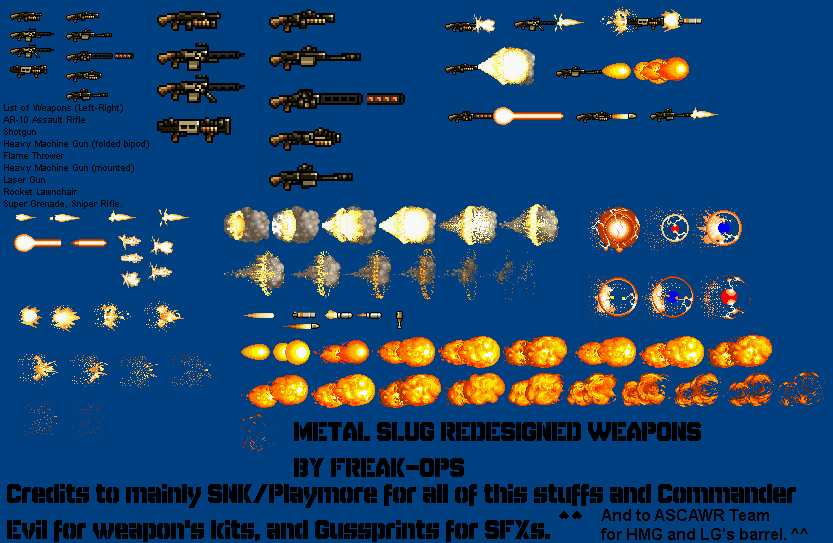 List of Weapons (Left-Right)
AR-10 Assault Rifle
Shotgun
Heavy Machine Gun (folded bipod)
Flame Thrower
Heavy Machine Gun (mounted)
Laser Gun
Rocket Lawnchair
Super Grenade, Sniper Rifle.
METAL SLUG REDESIGNED WEAPONS
BY FREAK-OPS
Credits to mainly SNK/Playmore for all of this stuffs and Commander
Evil for weapon's kits, and Gussprints for SFXs. ^^
And to ASCAWR Team
for HMG and LG's barrel. ^^